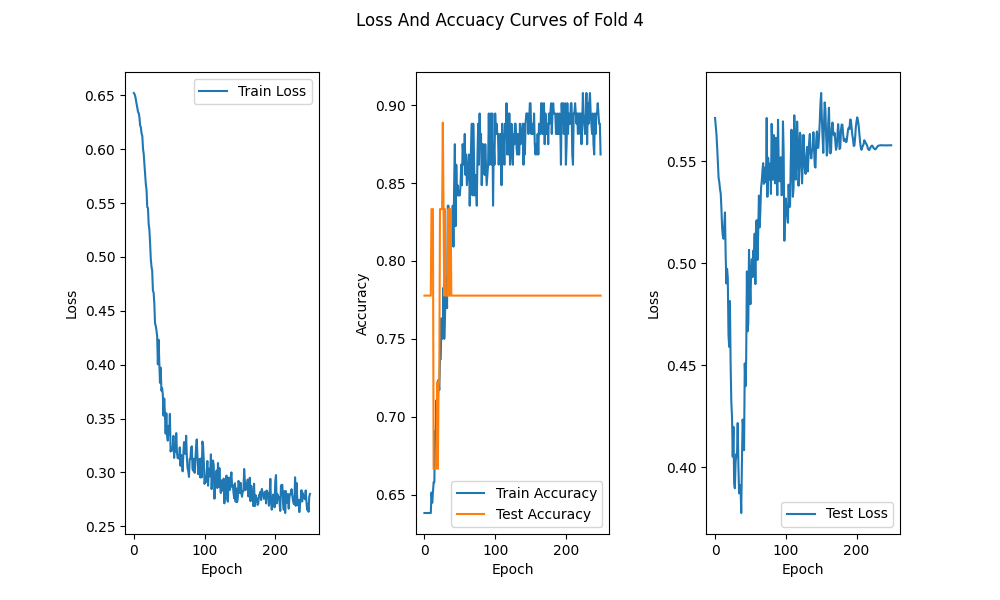 Loss And Accuacy Curves of Fold 4
0.65
0.60
0.55
0.50
0.45
0.40
0.35
0.30
0.25
Loss
Train Loss
0 100 200
Epoch
0.90
0.85
0.80
0.75
0.70
0.65
Accuracy
Train Accuracy
Test Accuracy
0 100 200
Epoch
0.55
0.50
0.45
0.40
Loss
Test Loss
0 100 200
Epoch